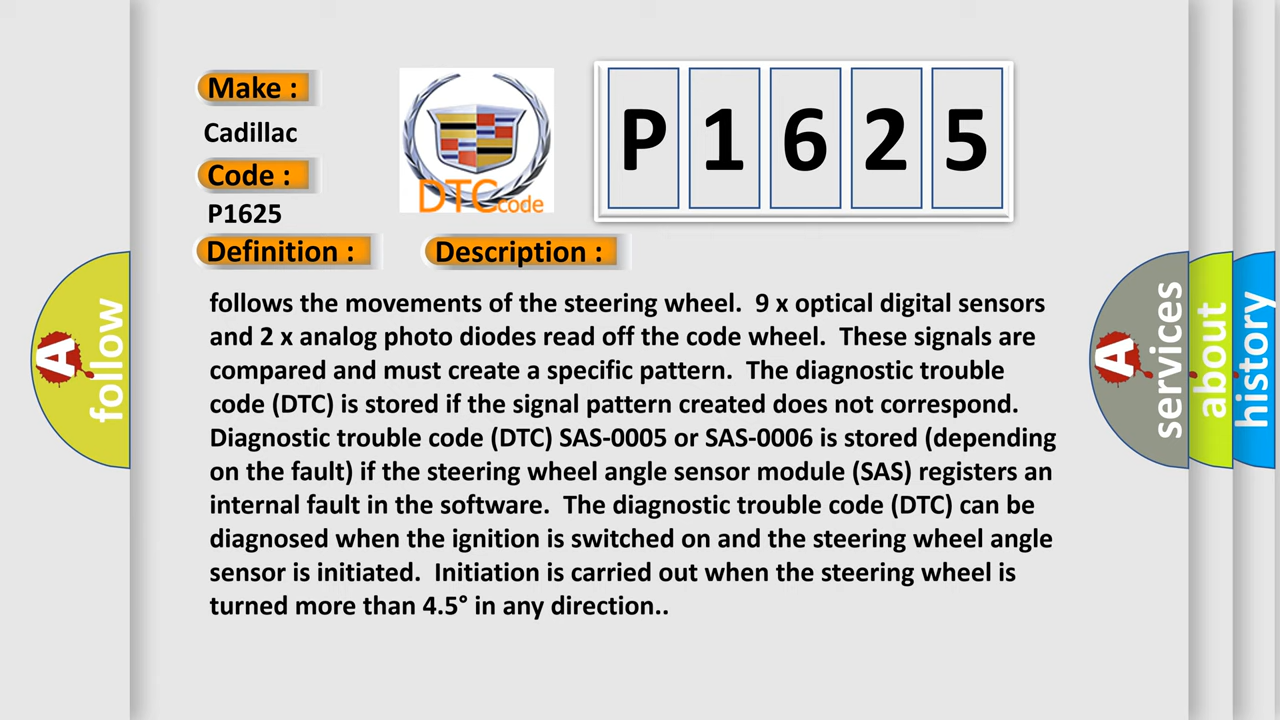 Make :
Cadillac
Code :
P1625
DTC code
P 1 6 2 5
Definition :
Description :
follows the movements of the steering wheel.  9 x optical digital sensors
and 2 x analog photo diodes read off the code wheel.  These signals are
compared and must create a specific pattern.  The diagnostic trouble
code (DTC) is stored if the signal pattern created does not correspond.
Diagnostic trouble code (DTC) SAS-0005 or SAS-0006 is stored (depending
on the fault) if the steering wheel angle sensor module (SAS) registers an
internal fault in the software.  The diagnostic trouble code (DTC) can be
diagnosed when the ignition is switched on and the steering wheel angle
sensor is initiated.  Initiation is carried out when the steering wheel is
turned more than 4.5° in any direction..
A
follow
A
services
about
history